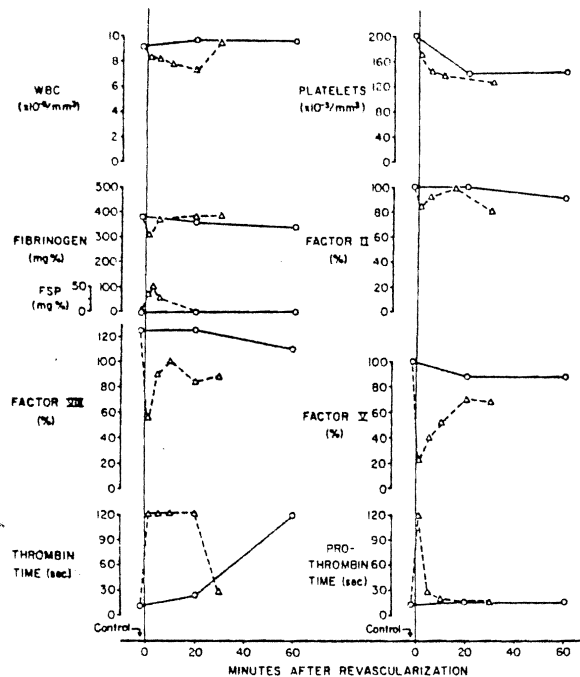 10
8
6
4
2
0
WBC
(x10⁻³/mm³)
200
160
120
80
40
0
PLATELETS
(x10⁻³/mm³)
500
400
300
200
100
0
FIBRINOGEN
(mg%)
50
0
FSP
(mg%)
100
80
60
40
20
0
FACTOR II
(%)
120
100
80
60
40
20
0
FACTOR VIII
(%)
100
80
60
40
20
0
FACTOR V
(%)
120
90
60
30
0
THROMBIN
TIME (sec)
120
90
60
30
0
PRO-
THROMBIN
TIME (sec)
Control
0 20 40 60
Control
0 20 40 60
MINUTES AFTER REVASCULARIZATION